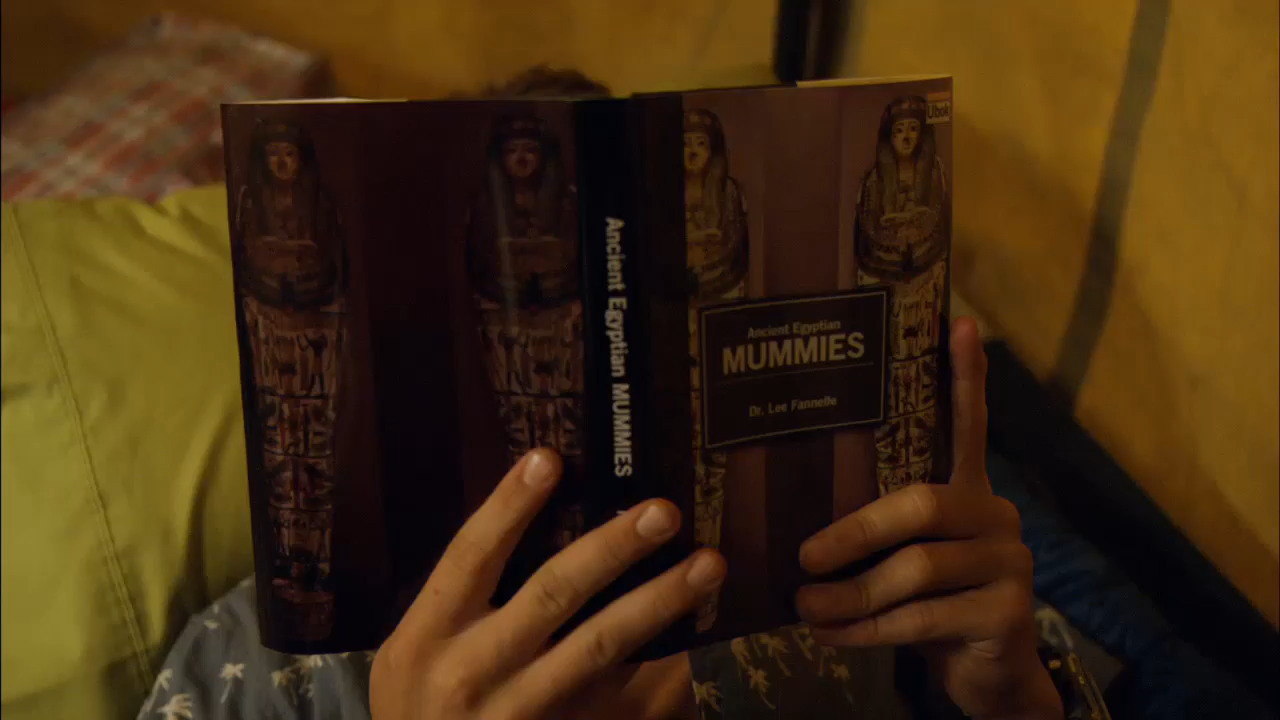 Ancient Egyptian MUMMIES
Ancient Egyptian
MUMMIES
Dr. Lee Fannelle